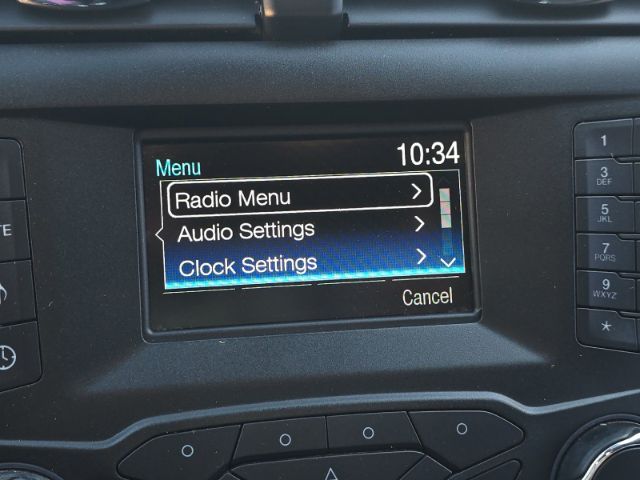 Menu 10:34
Radio Menu
Audio Settings
Clock Settings
Cancel
TE
1
3
DEF
5
JKL
7
PQRS
9
WXYZ
*